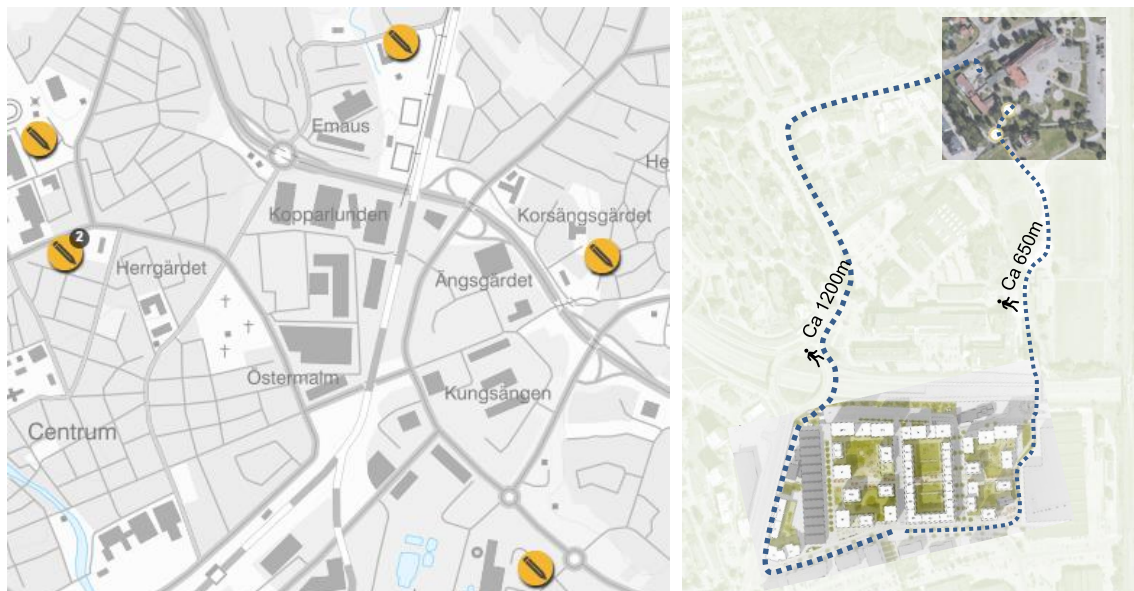 Emaus
He
Kopparlunden
Korsängsgärdet
2
Herrgärdet
Ängsgärdet
Östermalm
Kungsängen
Centrum
Ca 1200m
Ca 650m